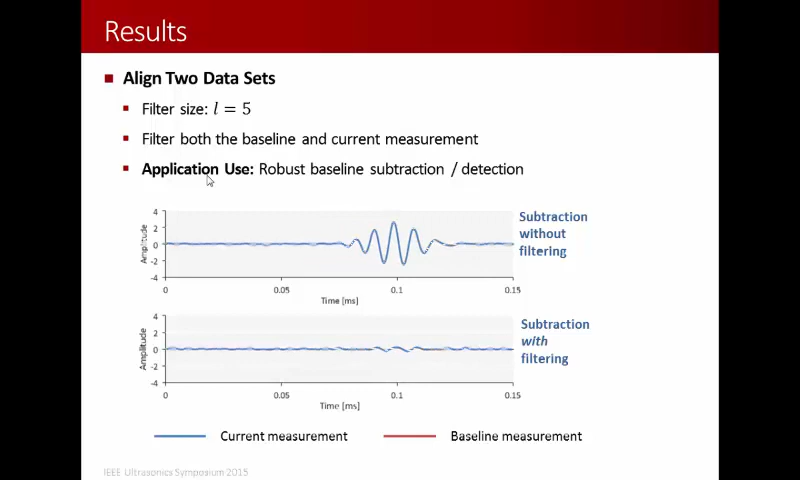 Results
Align Two Data Sets
Filter size: l = 5
Filter both the baseline and current measurement
Application Use: Robust baseline subtraction / detection
4
2
0
-2
-4
Amplitude
0
0.05
0.1
0.15
Time [ms]
Subtraction
without
filtering
4
2
0
-2
-4
Amplitude
0
0.05
0.1
0.15
Time [ms]
Subtraction
with
filtering
Current measurement
Baseline measurement
IEEE Ultrasonics Symposium 2015